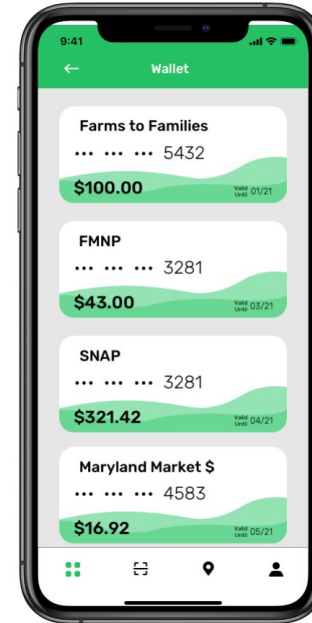 9:41
Wallet
Farms to Families
••• ••• ••• 5432
$100.00 Valid Until 01/21
FMNP
••• ••• ••• 3281
$43.00 Valid Until 03/21
SNAP
••• ••• ••• 3281
$321.42 Valid Until 04/21
Maryland Market $
••• ••• ••• 4583
$16.92 Valid Until 05/21